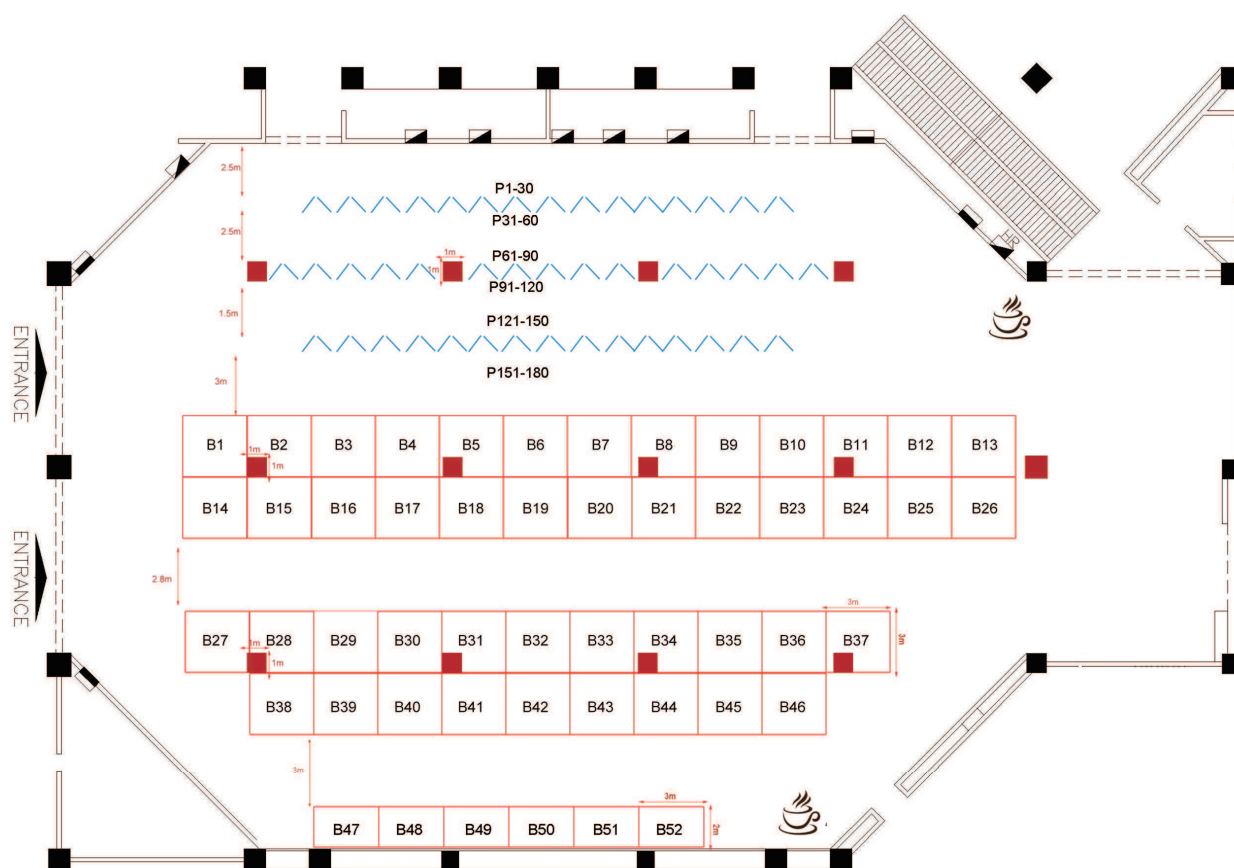 2.5m
P1-30
P31-60
2.5m
P61-90
1m
1m
P91-120
HR
1.5m
P121-150
ENTRANCE
P151-180
3m
B1 B2 B3 B4 B5 B6 B7 B8 B9 B10 B11 B12 B13
1m
1m
B14 B15 B16 B17 B18 B19 B20 B21 B22 B23 B24 B25 B26
ENTRANCE
2.8m
3m
B27 B28 B29 B30 B31 B32 B33 B34 B35 B36 B37
3m
1m
1m
B38 B39 B40 B41 B42 B43 B44 B45 B46
3m
3m
B47 B48 B49 B50 B51 B52
2m